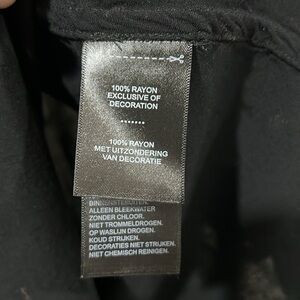 100% RAYON
EXCLUSIVE OF
DECORATION
.......
100% RAYON
MET UITZONDERING
VAN DECORATIE
BINNENSTEBUITEN.
ALLEEN BLEEKWATER
ZONDER CHLOOR.
NIET TROMMELDROGEN.
OP WASLIJN DROGEN.
KOUD STRIJKEN.
DECORATIES NIET STRIJKEN.
NIET CHEMISCH REINIGEN.